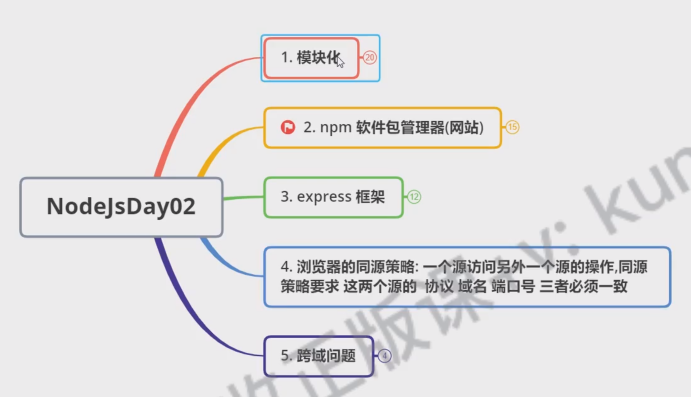 1. 模块化
20
2. npm 软件包管理器(网站)
15
NodeJsDay02
3. express 框架
12
4. 浏览器的同源策略: 一个源访问另外一个源的操作,同源
策略要求 这两个源的 协议 域名 端口号 三者必须一致
5. 跨域问题
4
正版课+v: kun